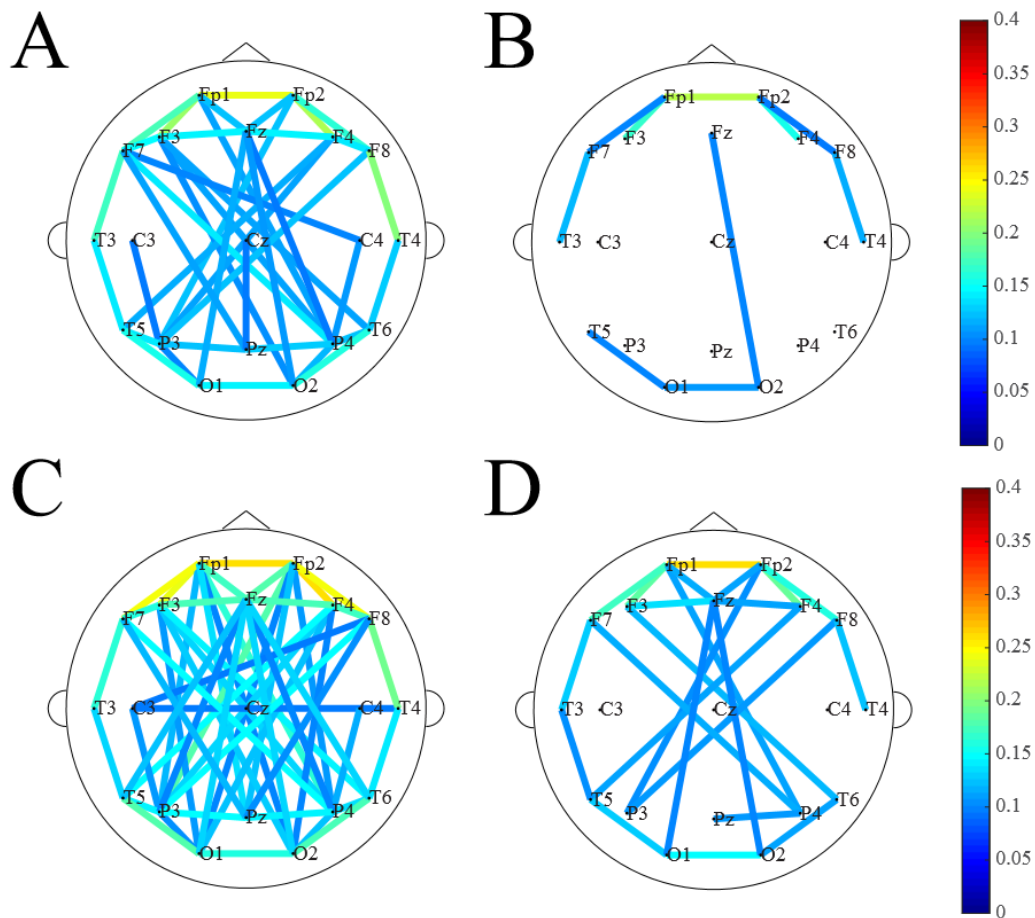 A
B
Fp1 Fp2
F7 F3 Fz F4 F8
T3 C3 Cz C4 T4
T5 P3 Pz P4 T6
O1 O2
Fp1 Fp2
F7 F3 Fz F4 F8
T3 C3 Cz C4 T4
T5 P3 Pz P4 T6
O1 O2
0.4
0.35
0.3
0.25
0.2
0.15
0.1
0.05
0
C
D
Fp1 Fp2
F7 F3 Fz F4 F8
T3 C3 Cz C4 T4
T5 P3 Pz P4 T6
O1 O2
Fp1 Fp2
F7 F3 Fz F4 F8
T3 C3 Cz C4 T4
T5 P3 Pz P4 T6
O1 O2
0.4
0.35
0.3
0.25
0.2
0.15
0.1
0.05
0